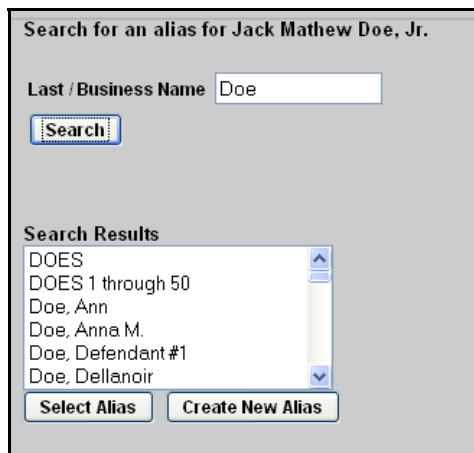 Search for an alias for Jack Mathew Doe, Jr.
Last / Business Name Doe
Search
Search Results
DOES
DOES 1 through 50
Doe, Ann
Doe, Anna M.
Doe, Defendant #1
Doe, Dellanoir
Select Alias Create New Alias